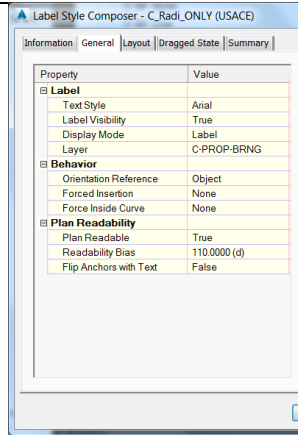 Label Style Composer - C_Radi_ONLY (USACE)
Information General Layout Dragged State Summary
Property Value
Label
Text Style Arial
Label Visibility True
Display Mode Label
Layer C-PROP-BRNG
Behavior
Orientation Reference Object
Forced Insertion None
Force Inside Curve None
Plan Readability
Plan Readable True
Readability Bias 110.0000 (d)
Flip Anchors with Text False